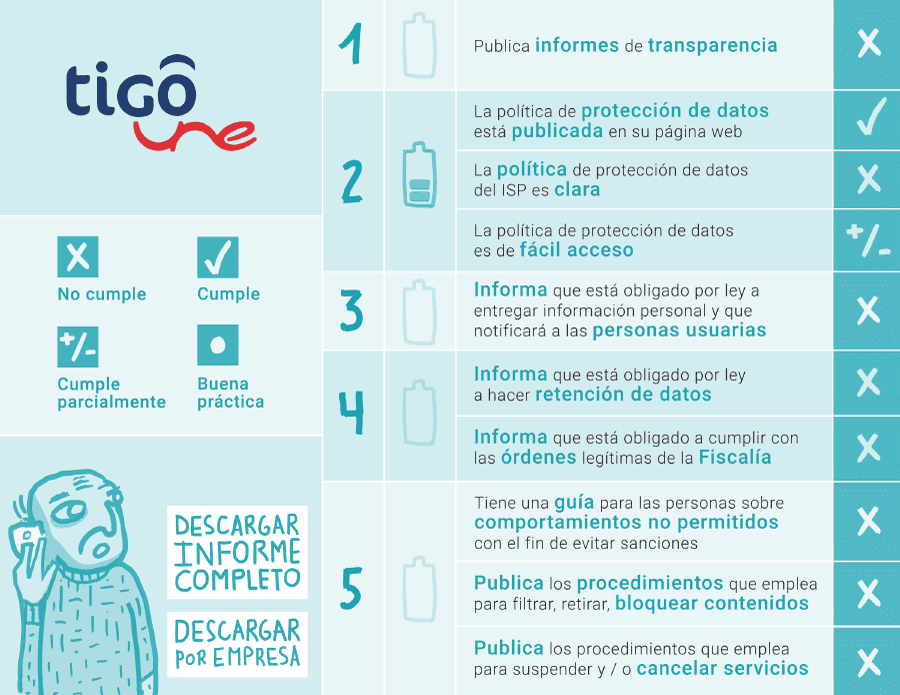 tigo
une
No cumple
Cumple
+/-
Cumple
parcialmente
Buena
práctica
DESCARGAR
INFORME
COMPLETO
DESCARGAR
POR EMPRESA
1
Publica informes de transparencia
2
La política de protección de datos
está publicada en su página web
La política de protección de datos
del ISP es clara
La política de protección de datos
es de fácil acceso
+/-
3
Informa que está obligado por ley a
entregar información personal y que
notificará a las personas usuarias
4
Informa que está obligado por ley
a hacer retención de datos
Informa que está obligado a cumplir con
las órdenes legítimas de la Fiscalía
5
Tiene una guía para las personas sobre
comportamientos no permitidos
con el fin de evitar sanciones
Publica los procedimientos que emplea
para filtrar, retirar, bloquear contenidos
Publica los procedimientos que emplea
para suspender y / o cancelar servicios